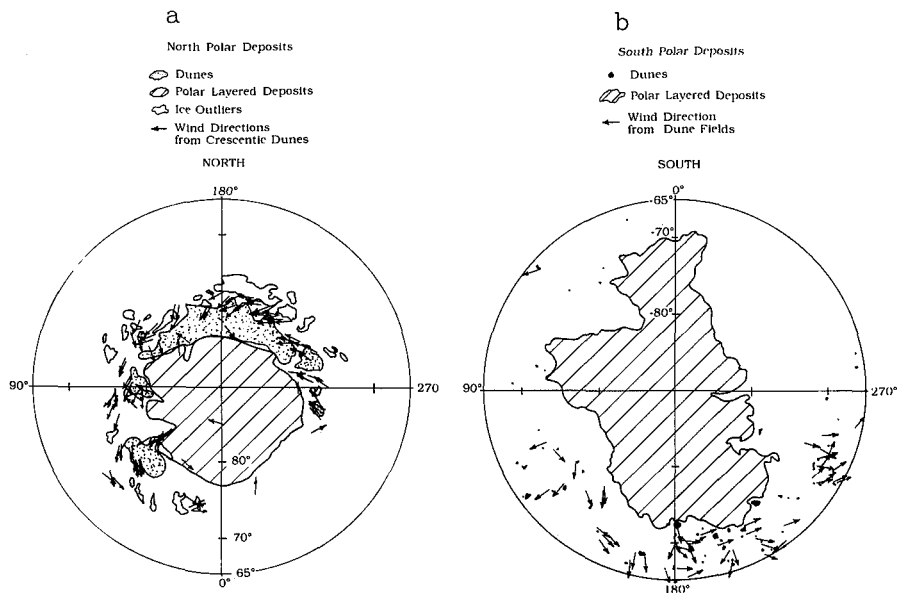 a
North Polar Deposits
Dunes
Polar Layered Deposits
Ice Outliers
Wind Directions
from Crescentic Dunes
NORTH
180°
90°
270
80°
70°
65°
0°
b
South Polar Deposits
Dunes
Polar Layered Deposits
Wind Direction
from Dune Fields
SOUTH
0°
-65°
-70°
-80°
90°
270°
180°